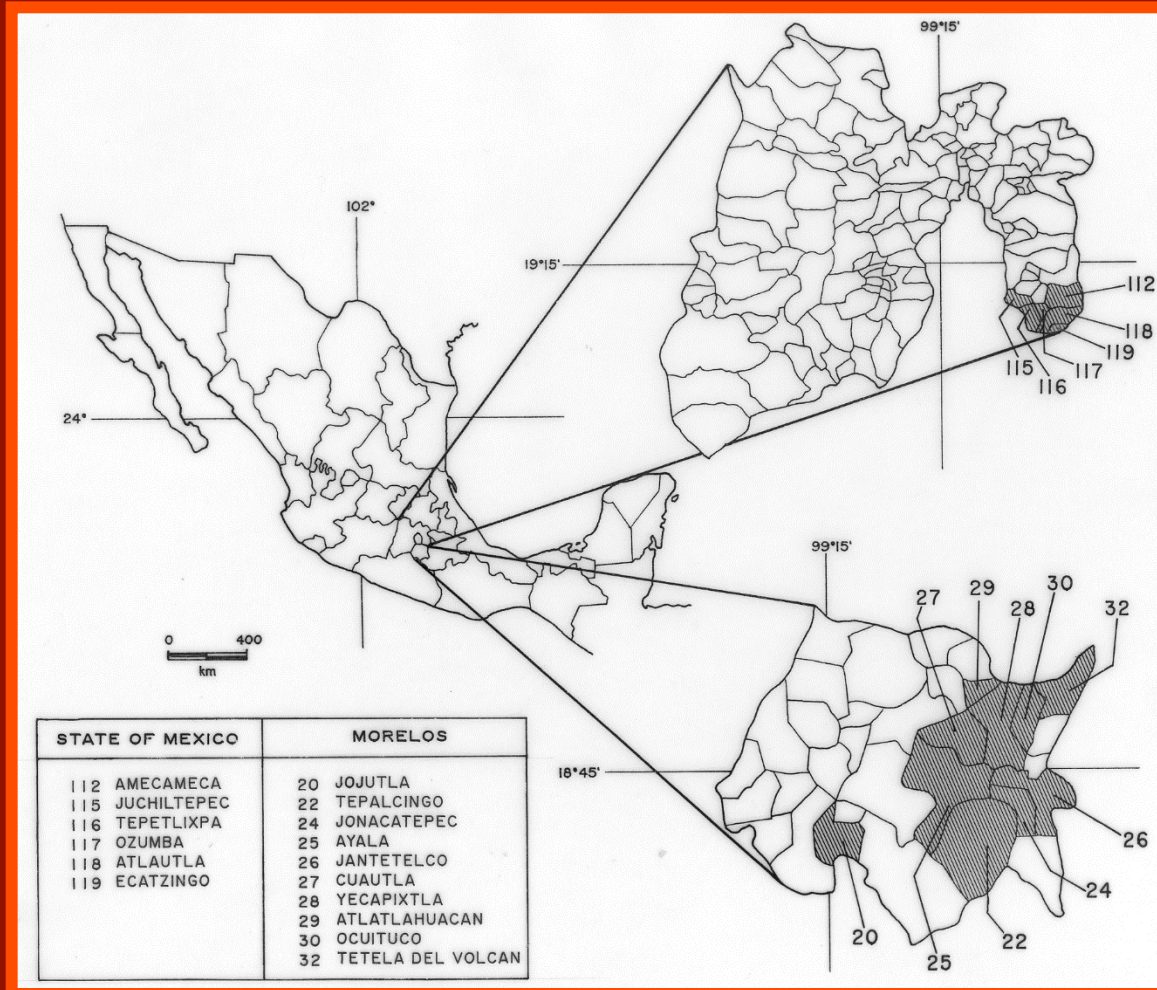 99°15'
102°
19°15'
112
118
119
115
116
117
24°
99°15'
30
29
28
27
32
0 400
km
18°45'
26
24
20
22
25
STATE OF MEXICO
112 AMECAMECA
115 JUCHILTEPEC
116 TEPETLIXPA
117 OZUMBA
118 ATLAUTLA
119 ECATZINGO
MORELOS
20 JOJUTLA
22 TEPALCINGO
24 JONACATEPEC
25 AYALA
26 JANTETELCO
27 CUAUTLA
28 YECAPIXTLA
29 ATLATLAHUACAN
30 OCUITUCO
32 TETELA DEL VOLCAN